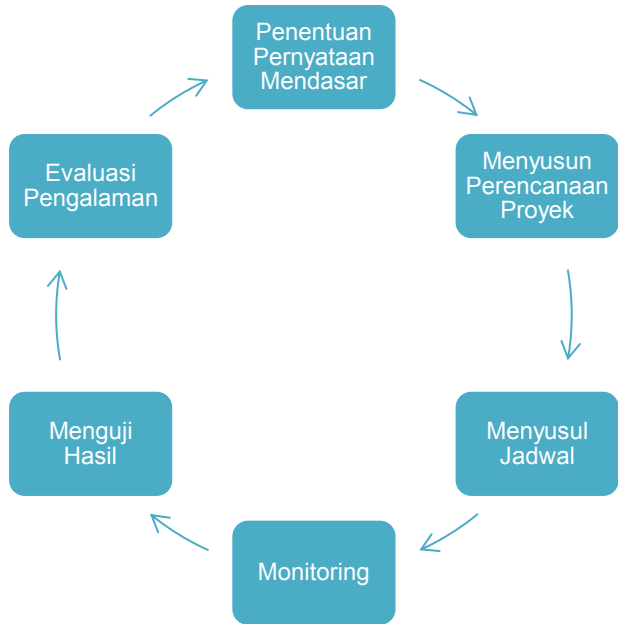 Penentuan
Pernyataan
Mendasar
Menyusun
Perencanaan
Proyek
Menyusul
Jadwal
Monitoring
Menguji
Hasil
Evaluasi
Pengalaman